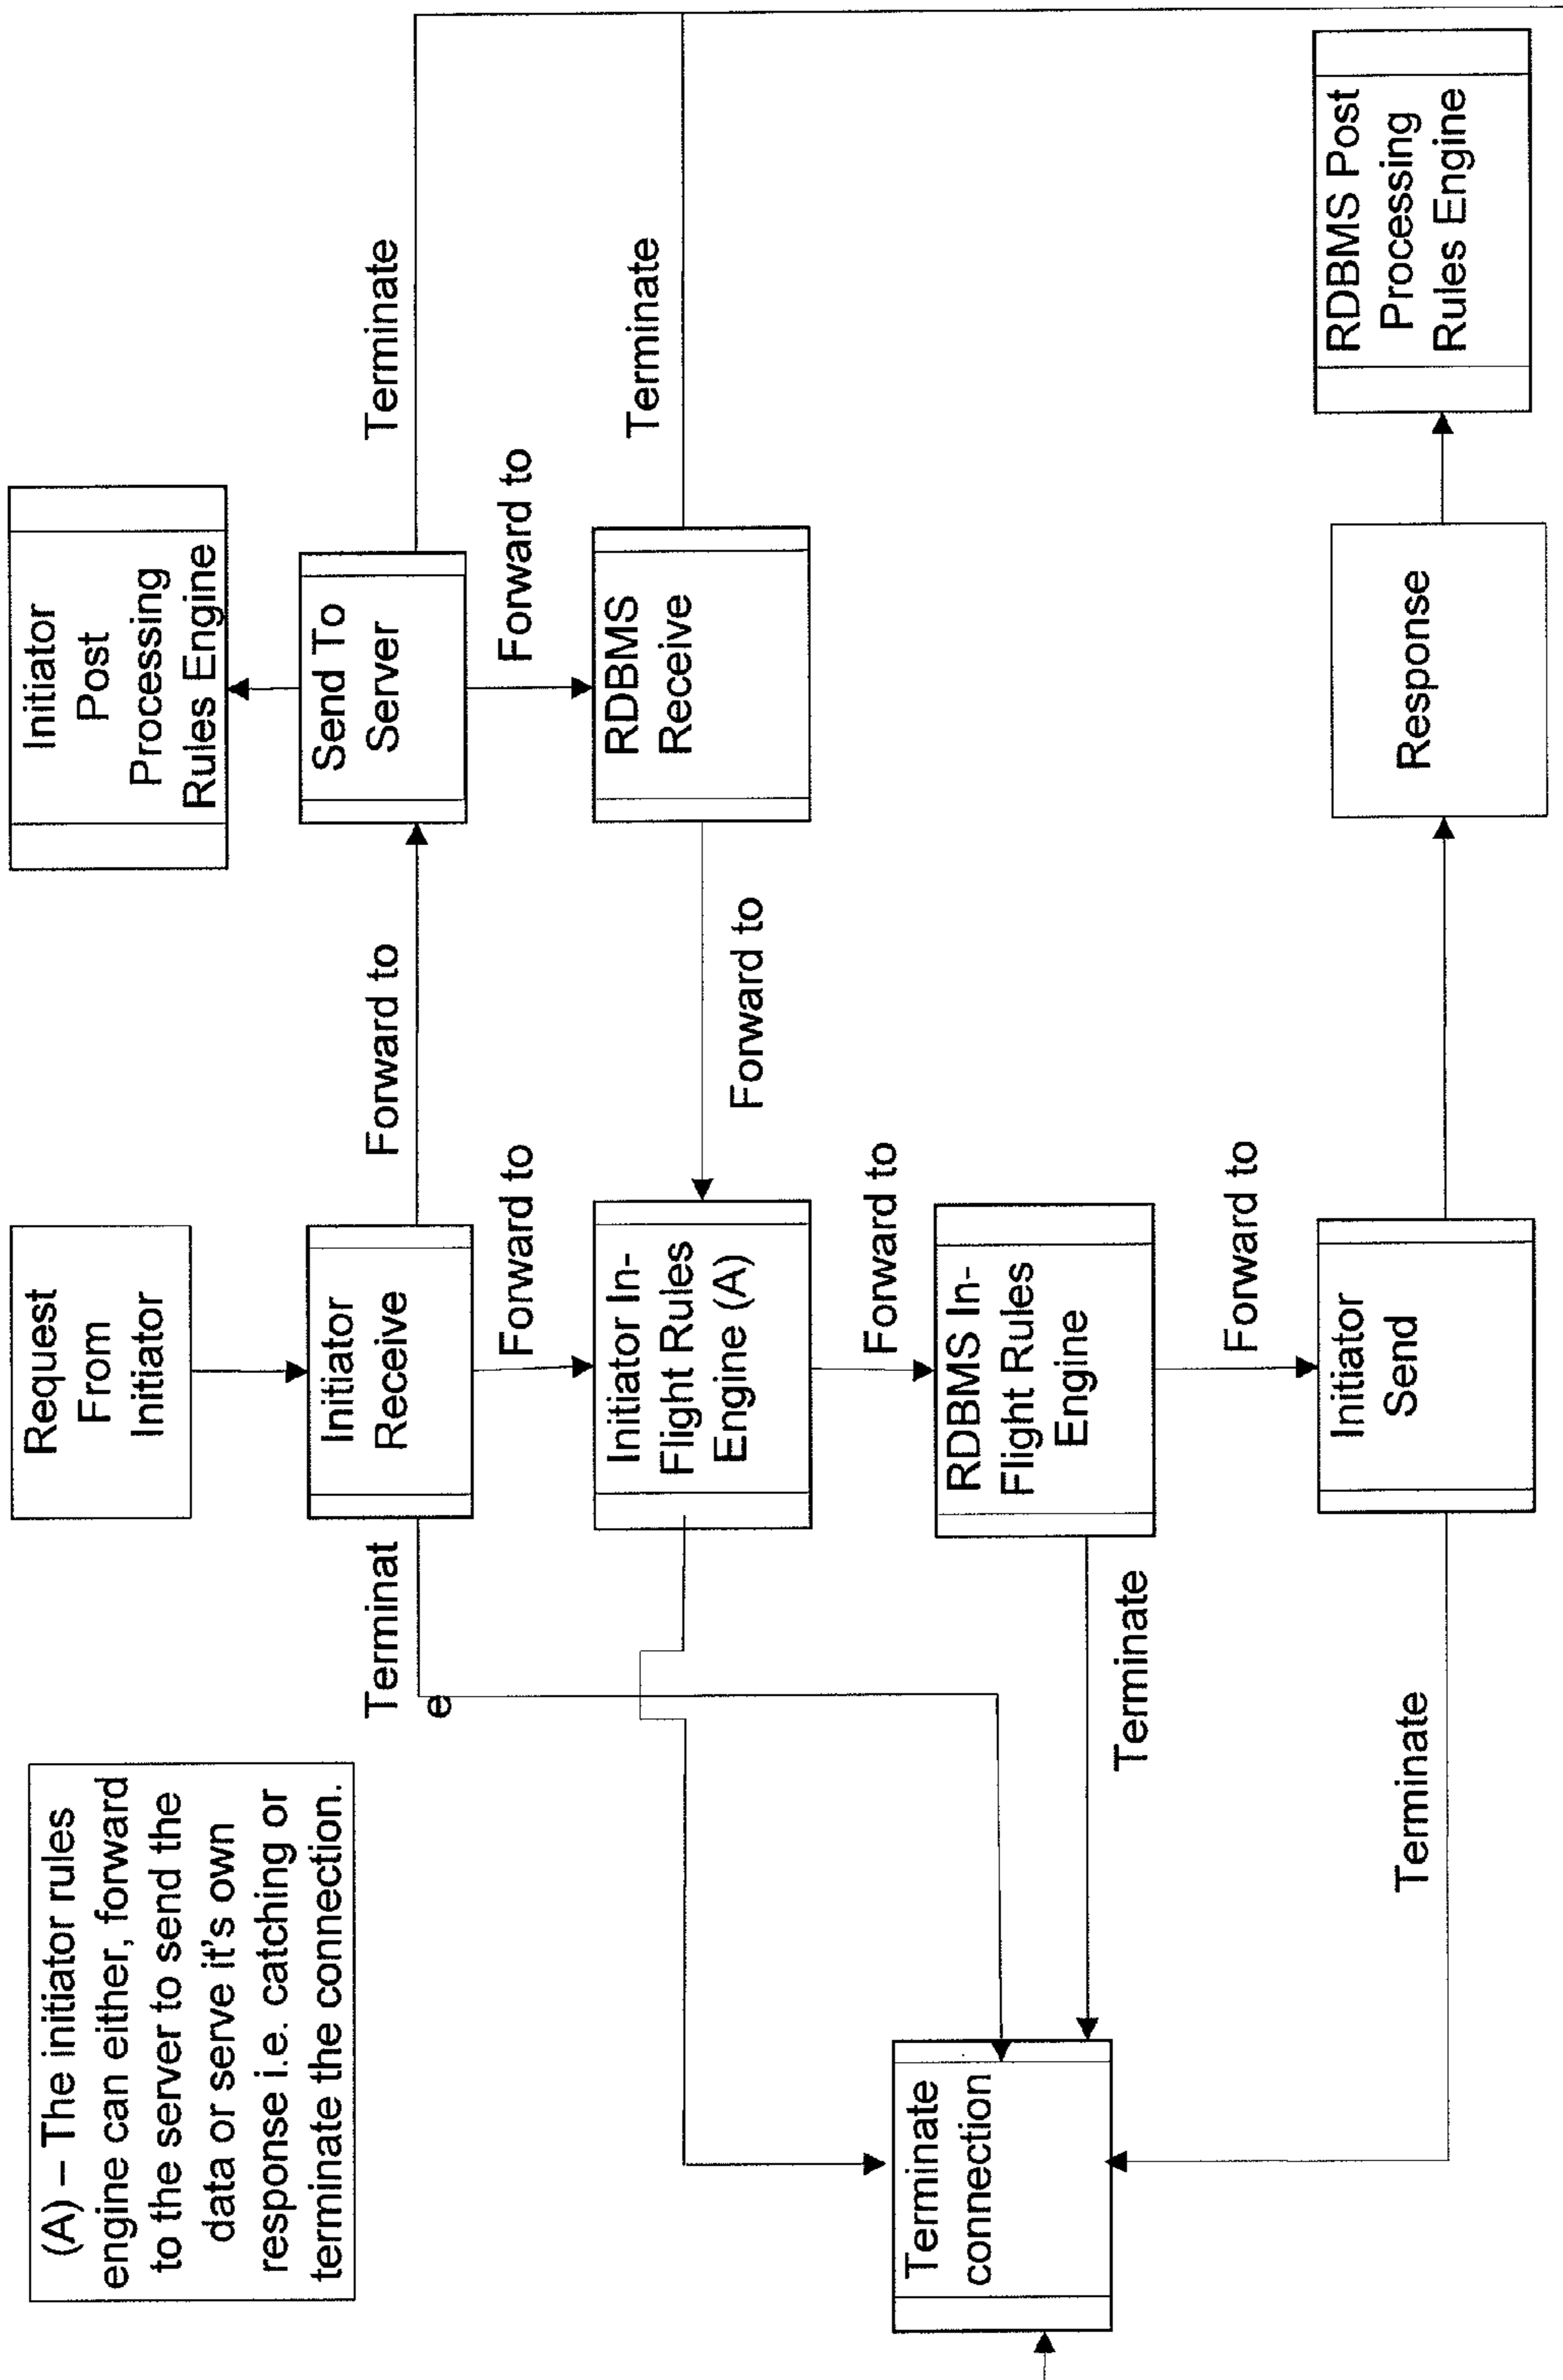 (A) – The initiator rules
engine can either, forward
to the server to send the
data or serve it's own
response i.e. catching or
terminate the connection.
Request
From
Initiator
Initiator
Post
Processing
Rules Engine
Terminat
e
Initiator
Receive
Forward to
Send To
Server
Terminate
Forward to
Forward to
Initiator In-
Flight Rules
Engine (A)
Forward to
RDBMS
Receive
Terminate
Forward to
Terminate
connection
Terminate
RDBMS In-
Flight Rules
Engine
Forward to
Terminate
Initiator
Send
Response
RDBMS Post
Processing
Rules Engine